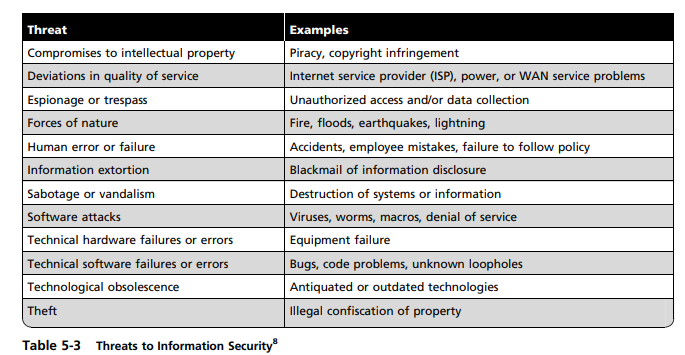 Threat Examples
Compromises to intellectual property Piracy, copyright infringement
Deviations in quality of service Internet service provider (ISP), power, or WAN service problems
Espionage or trespass Unauthorized access and/or data collection
Forces of nature Fire, floods, earthquakes, lightning
Human error or failure Accidents, employee mistakes, failure to follow policy
Information extortion Blackmail of information disclosure
Sabotage or vandalism Destruction of systems or information
Software attacks Viruses, worms, macros, denial of service
Technical hardware failures or errors Equipment failure
Technical software failures or errors Bugs, code problems, unknown loopholes
Technological obsolescence Antiquated or outdated technologies
Theft Illegal confiscation of property
Table 5-3 Threats to Information Security8